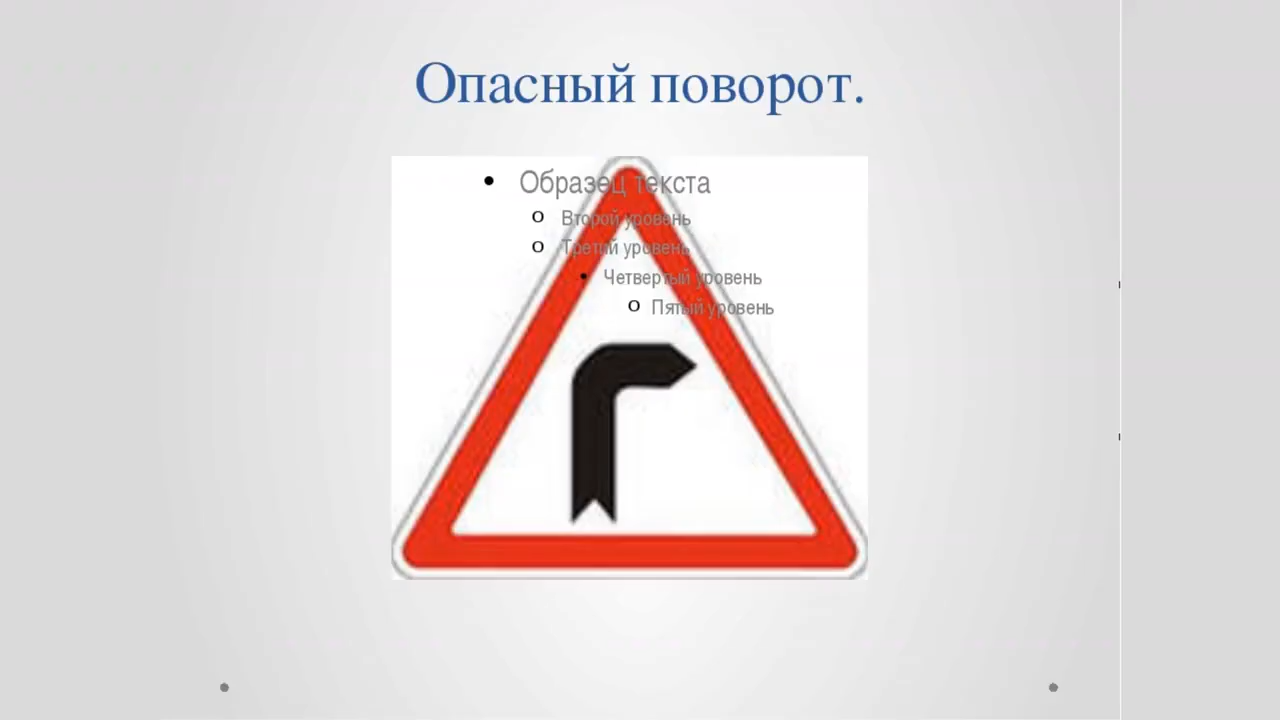 Опасный поворот.
Образец текста
Второй уровень
Третий уровень
Четвертый уровень
Пятый уровень